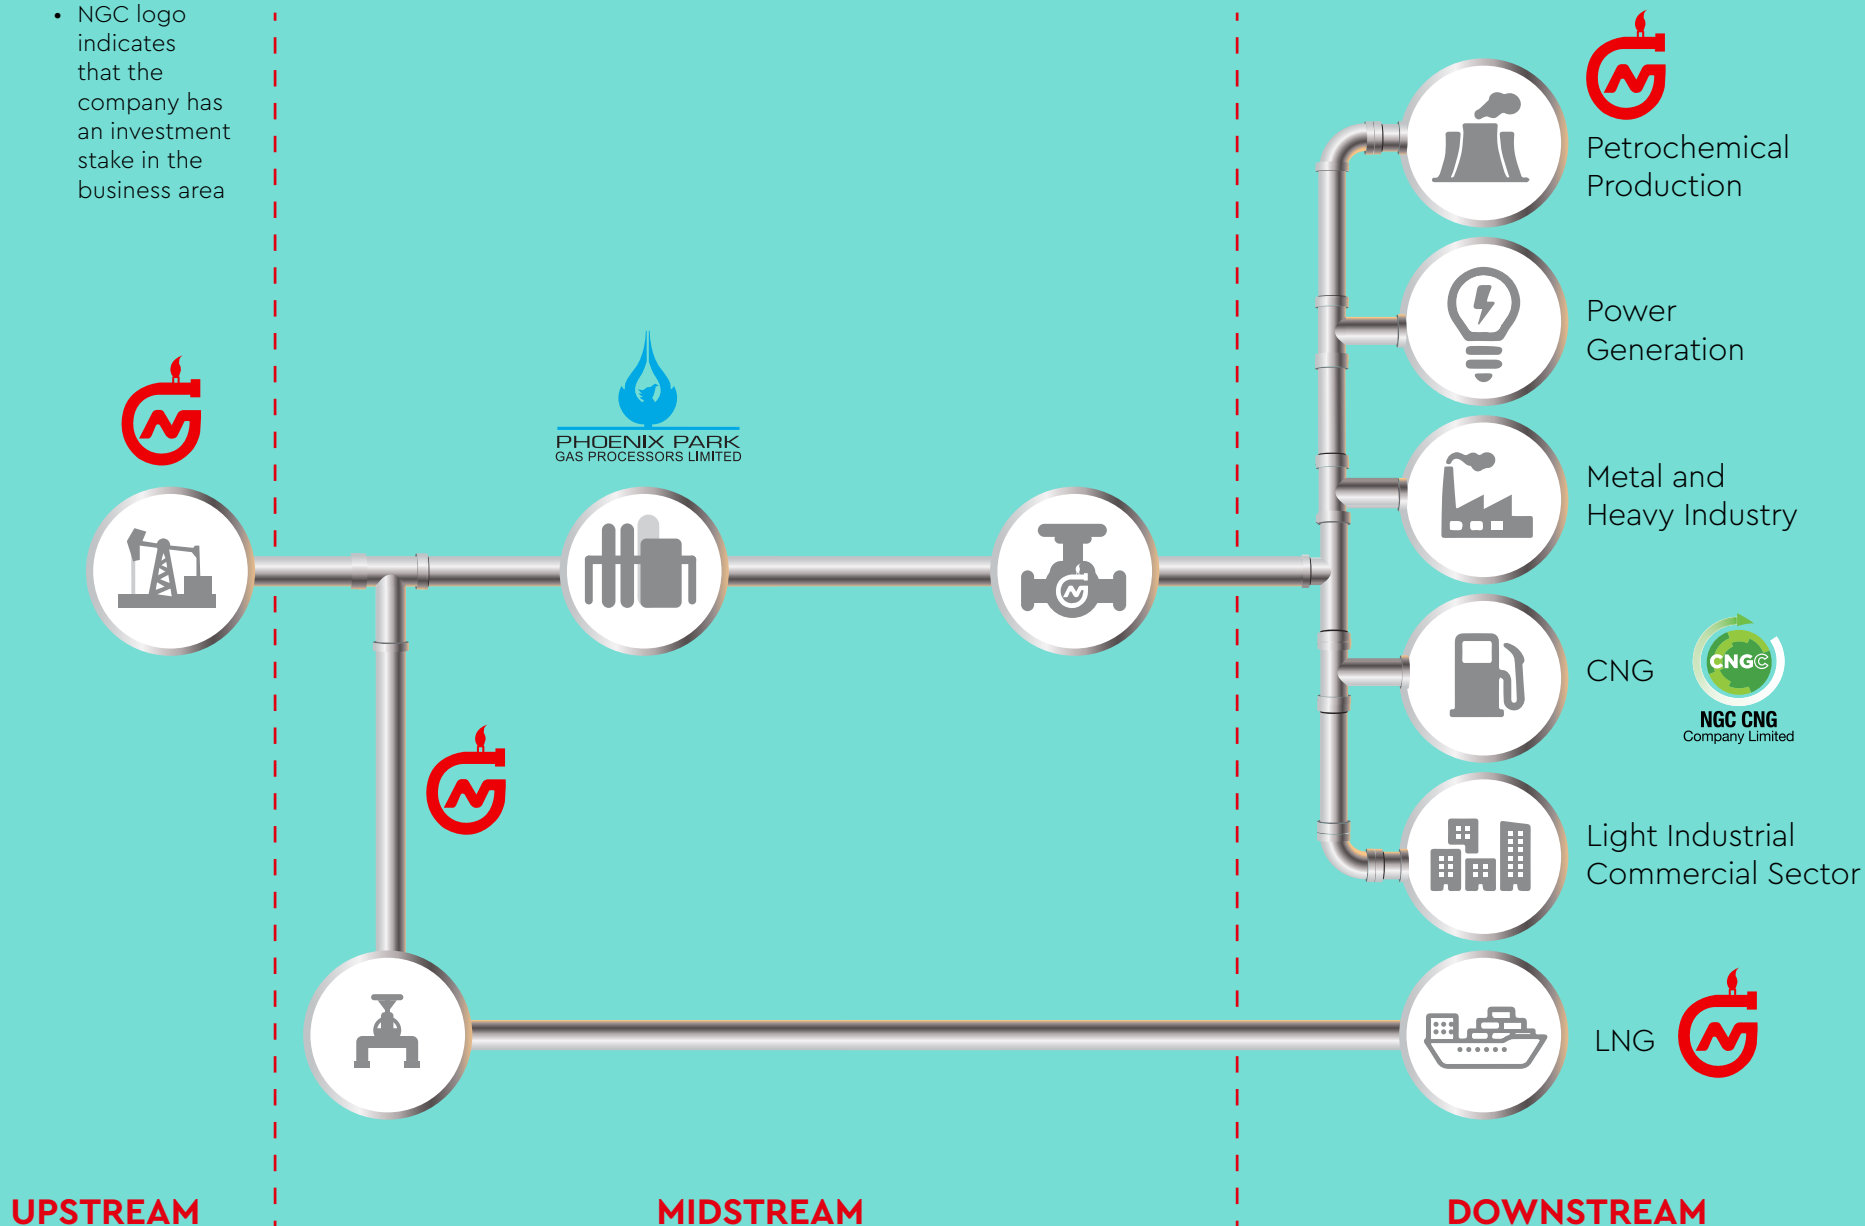 • NGC logo
indicates
that the
company has
an investment
stake in the
business area
PHOENIX PARK
GAS PROCESSORS LIMITED
Petrochemical
Production
Power
Generation
Metal and
Heavy Industry
CNG
CNGC
NGC CNG
Company Limited
Light Industrial
Commercial Sector
LNG
UPSTREAM
MIDSTREAM
DOWNSTREAM